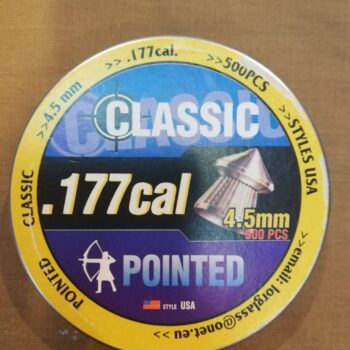 >> .177cal. >>500PCS >>STYLES USA >>email: lorglass@onet.eu >> POINTED CLASSIC >>4.5 mm
CLASSIC
CLASSIC
.177cal
4.5mm
500 PCS
POINTED
STYLE USA